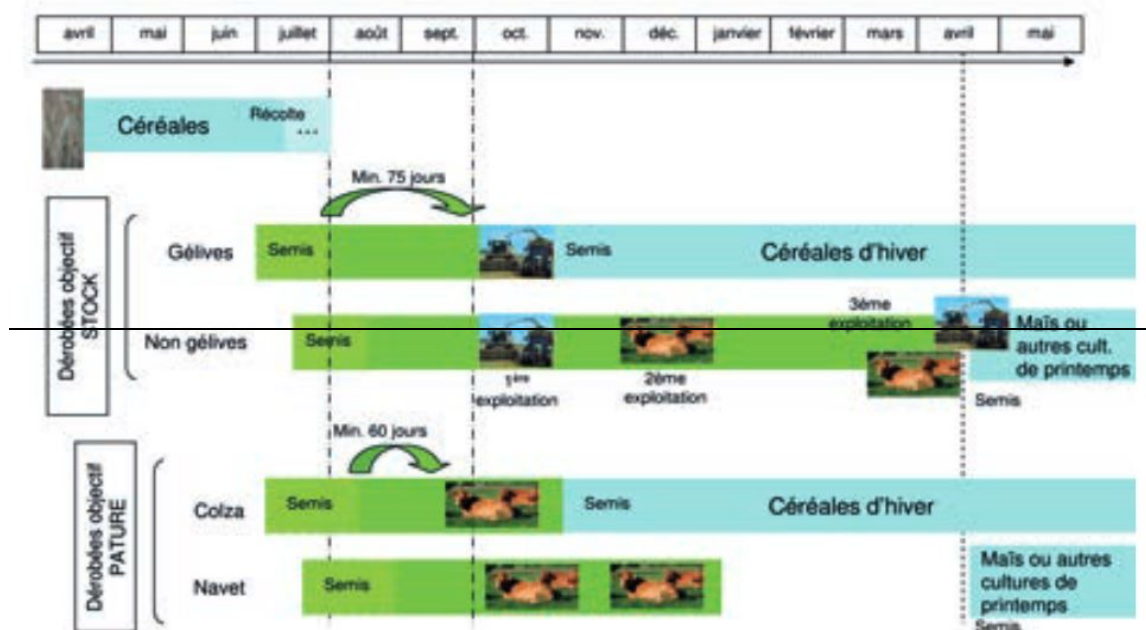 avril mai juin juillet août sept. oct. nov. déc. janvier février mars avril mai
Céréales
Récolte
...
Min. 75 jours
Dérobées objectif
STOCK
Gélives
Semis
Semis
Céréales d'hiver
Non gélives
Semis
1ère
exploitation
2ème
exploitation
3ème
exploitation
Maïs ou
autres cult.
de printemps
Semis
Min. 60 jours
Dérobées objectif
PATURE
Colza
Semis
Semis
Céréales d'hiver
Navet
Semis
Maïs ou autres
cultures de
printemps
Semis